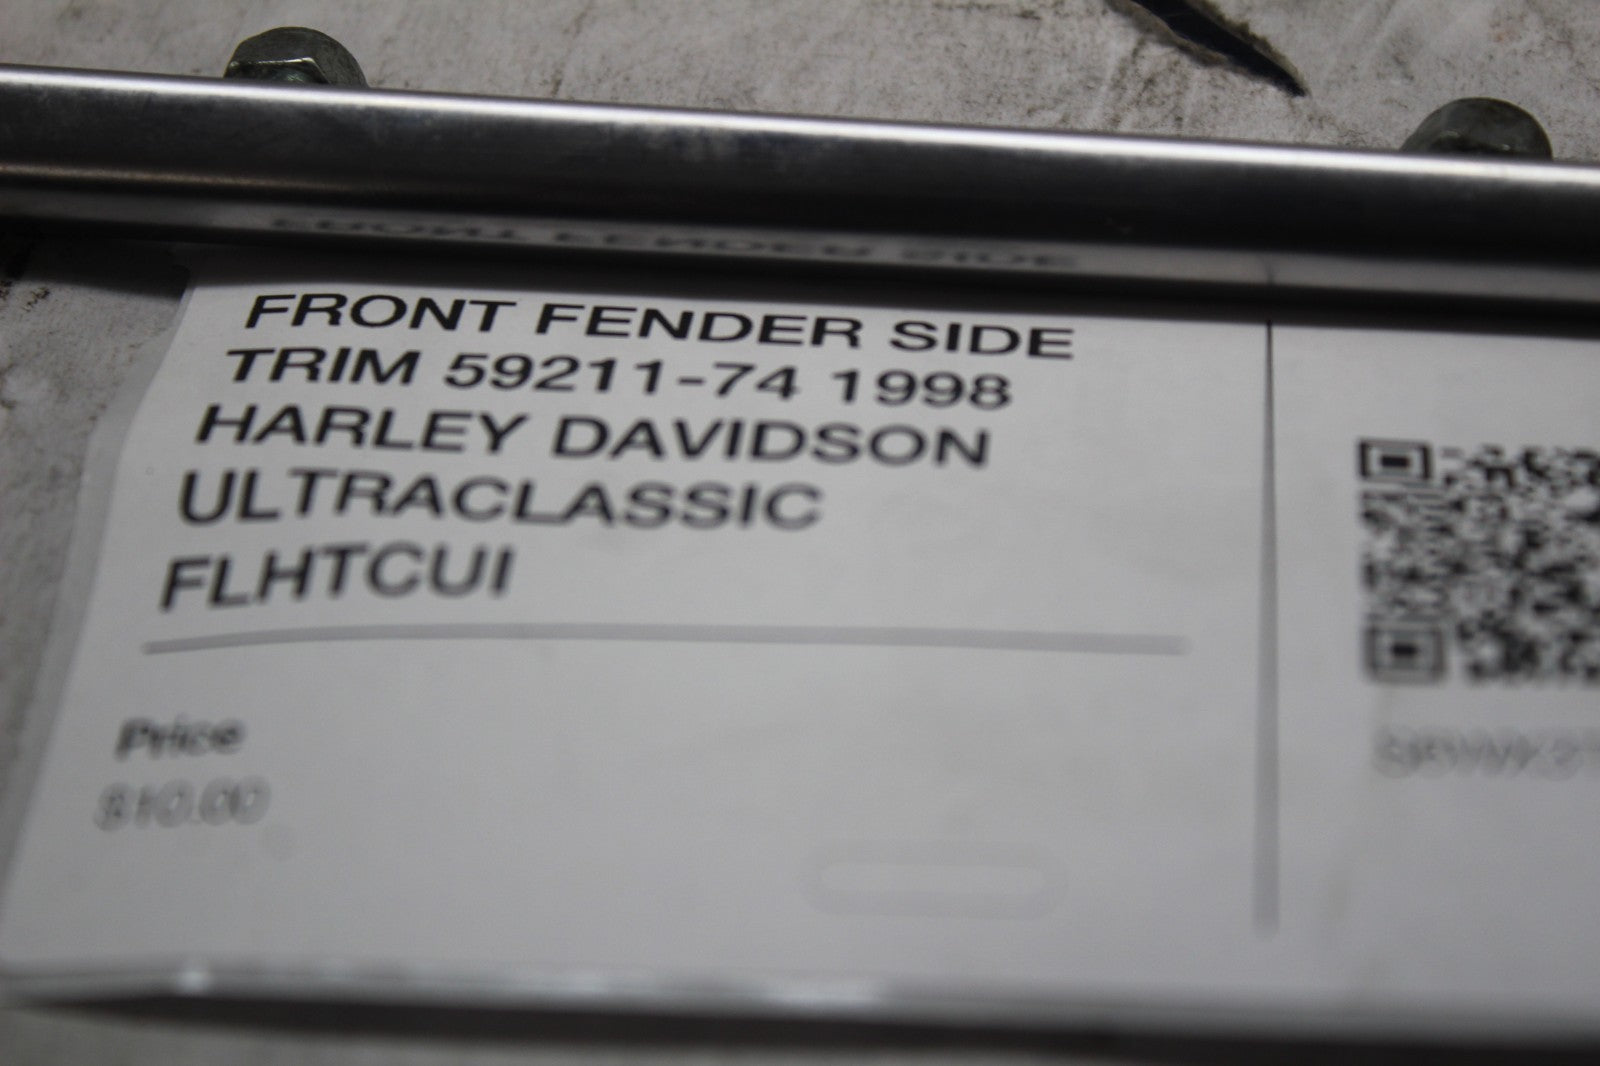 FRONT FENDER SIDE
TRIM 59211-74 1998
HARLEY DAVIDSON
ULTRACLASSIC
FLHTCUI
Price
$10.00